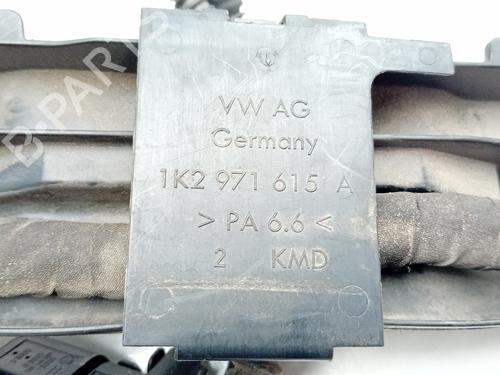 VW AG
Germany
1K2 971 615 A
> PA 6.6 <
2 KMD
B-PARTS